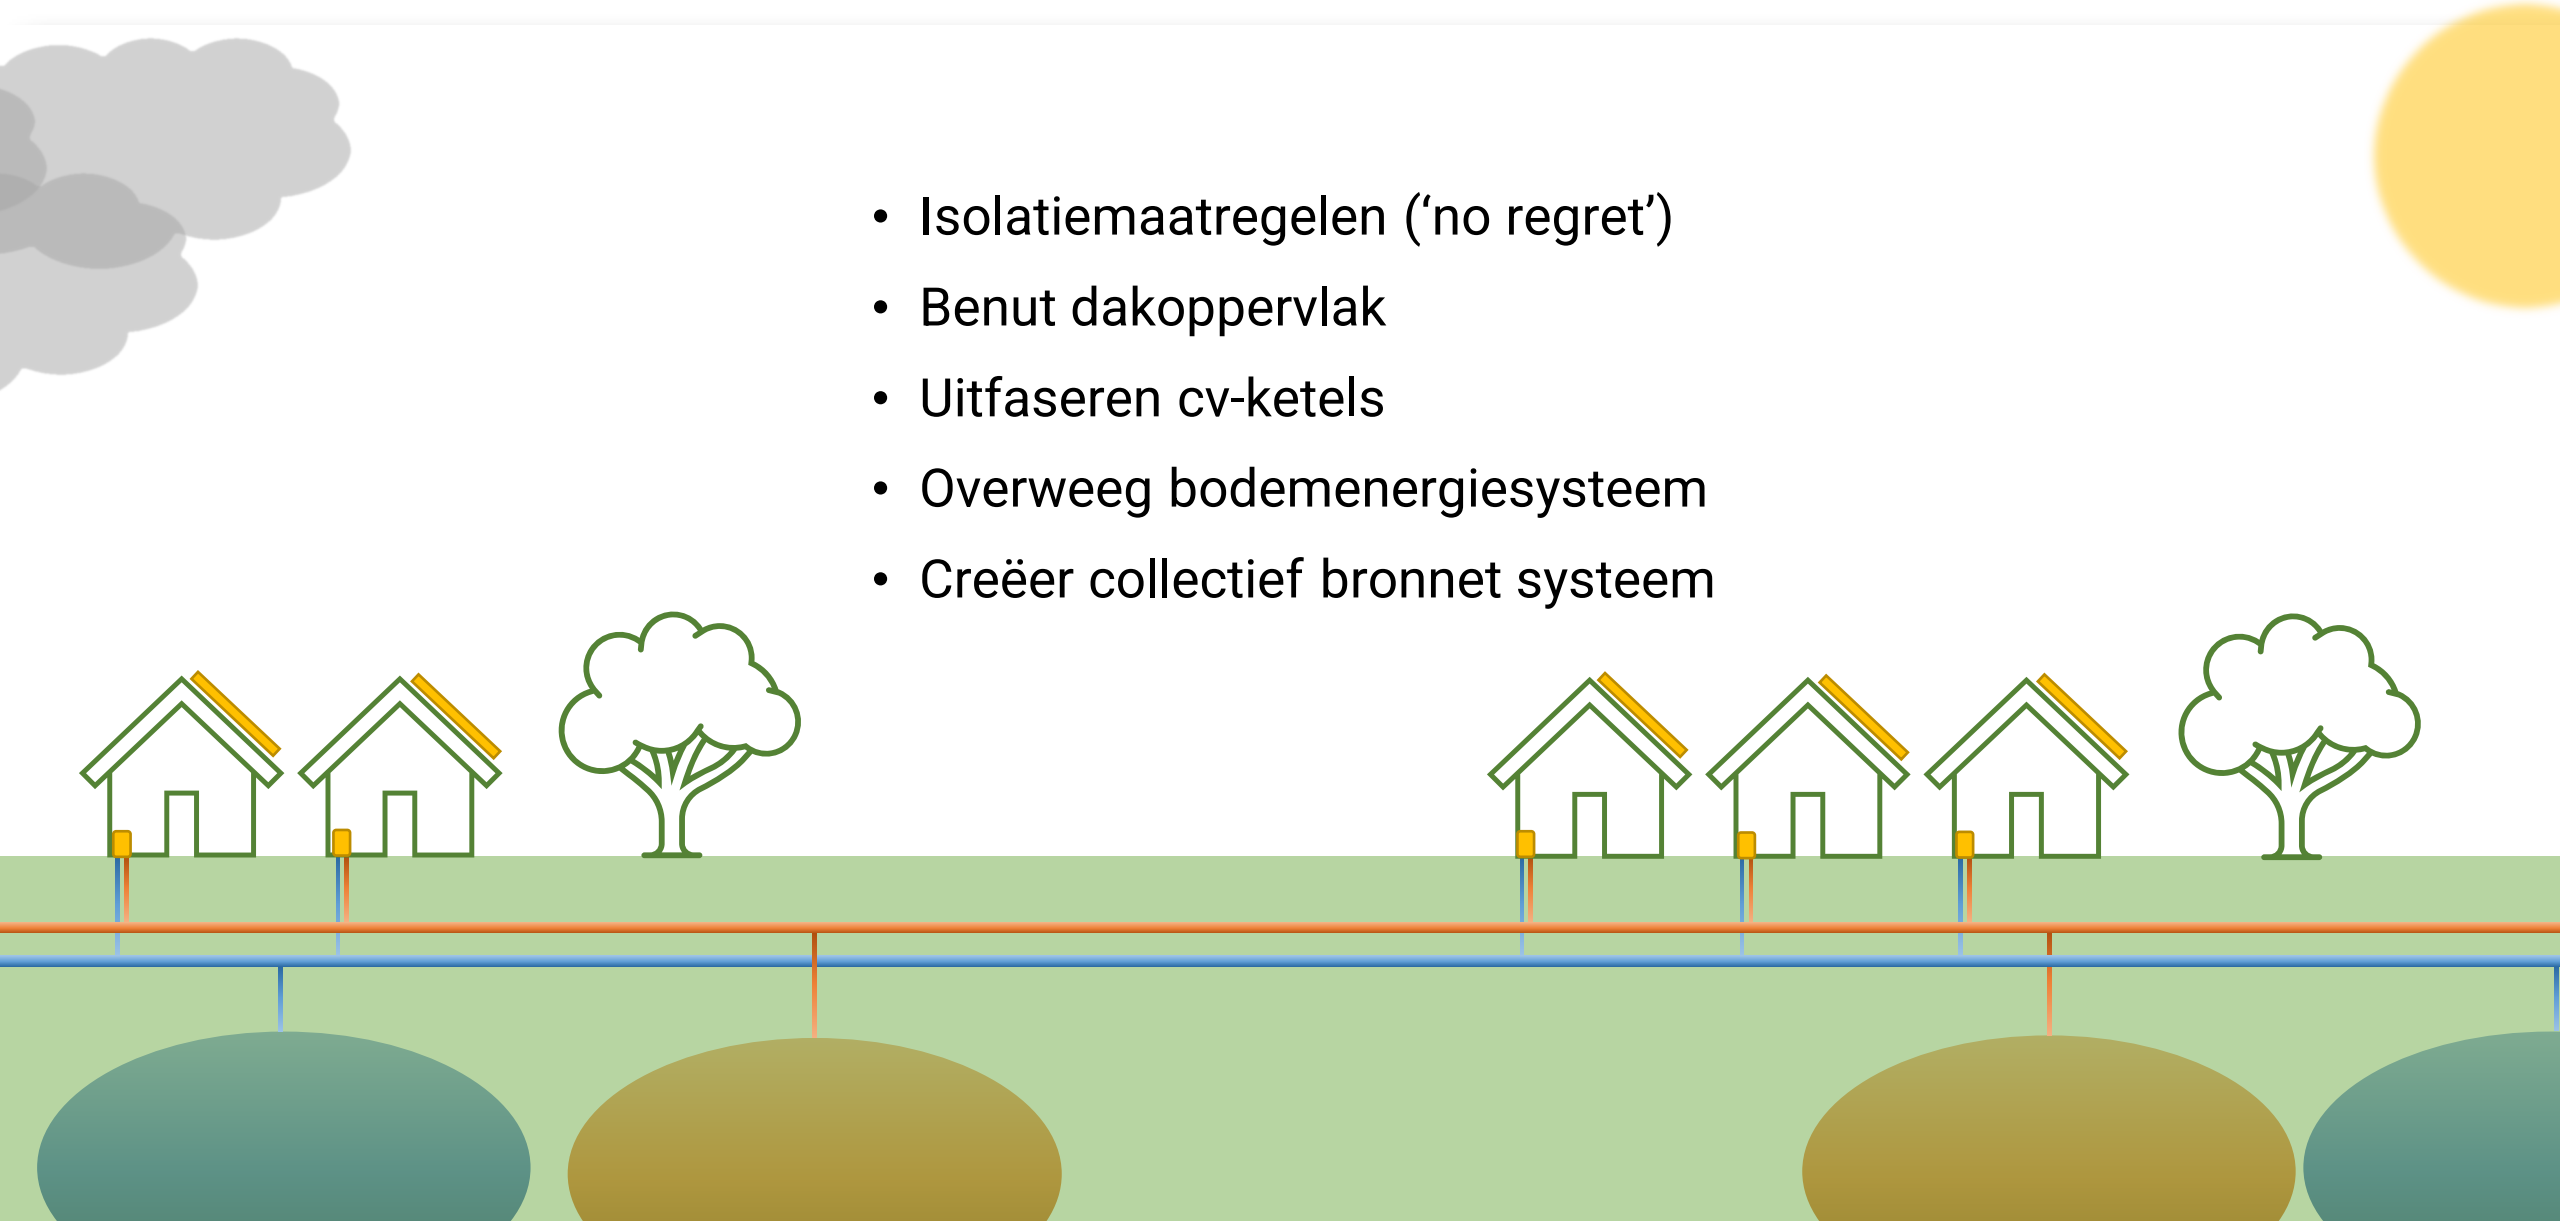 • Isolatiemaatregelen (‘no regret’)
• Benut dakoppervlak
• Uitfaseren cv-ketels
• Overweeg bodemenergiesysteem
• Creëer collectief bronnet systeem